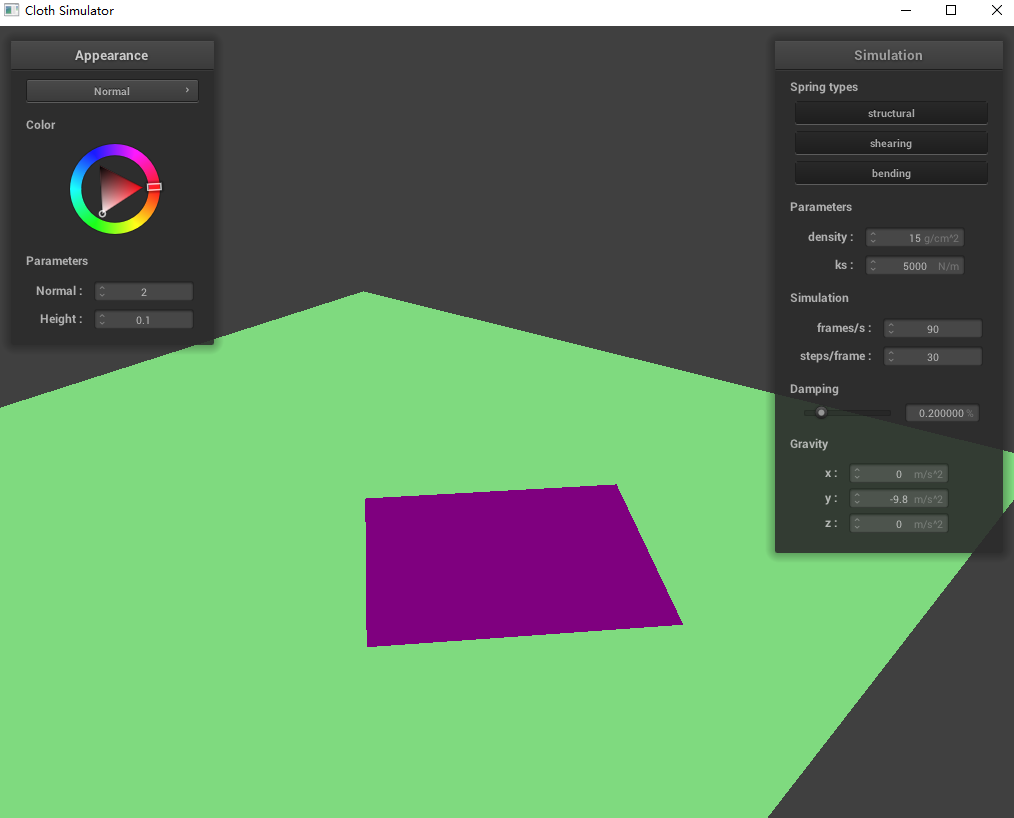 Cloth Simulator
Appearance
Normal
Color
Parameters
Normal : 2
Height : 0.1
Simulation
Spring types
structural
shearing
bending
Parameters
density : 15 g/cm^2
ks : 5000 N/m
Simulation
frames/s : 90
steps/frame : 30
Damping
0.200000 %
Gravity
x : 0 m/s^2
y : -9.8 m/s^2
z : 0 m/s^2